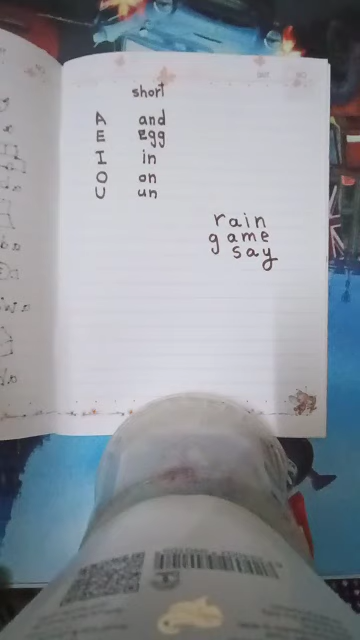 short
A and
E Egg
I in
O on
U un
rain
game
say